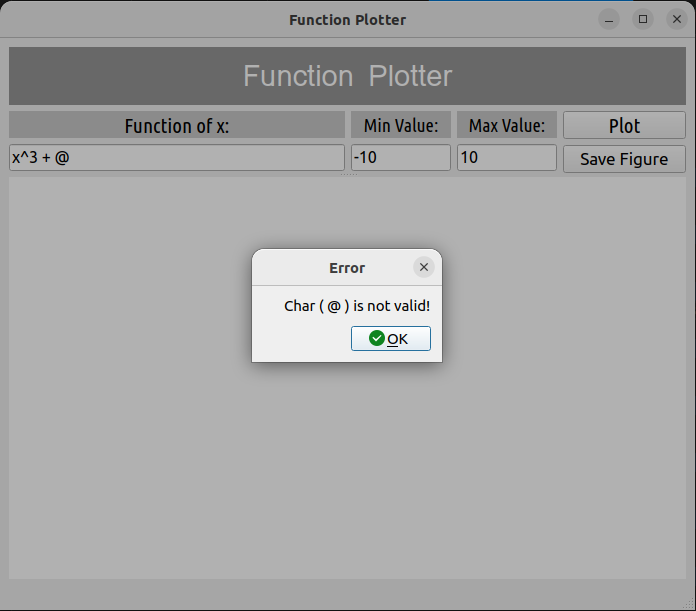 Function Plotter
Function Plotter
Function of x:
Min Value:
Max Value:
Plot
x^3 + @
-10
10
Save Figure
Error
Char ( @ ) is not valid!
OK